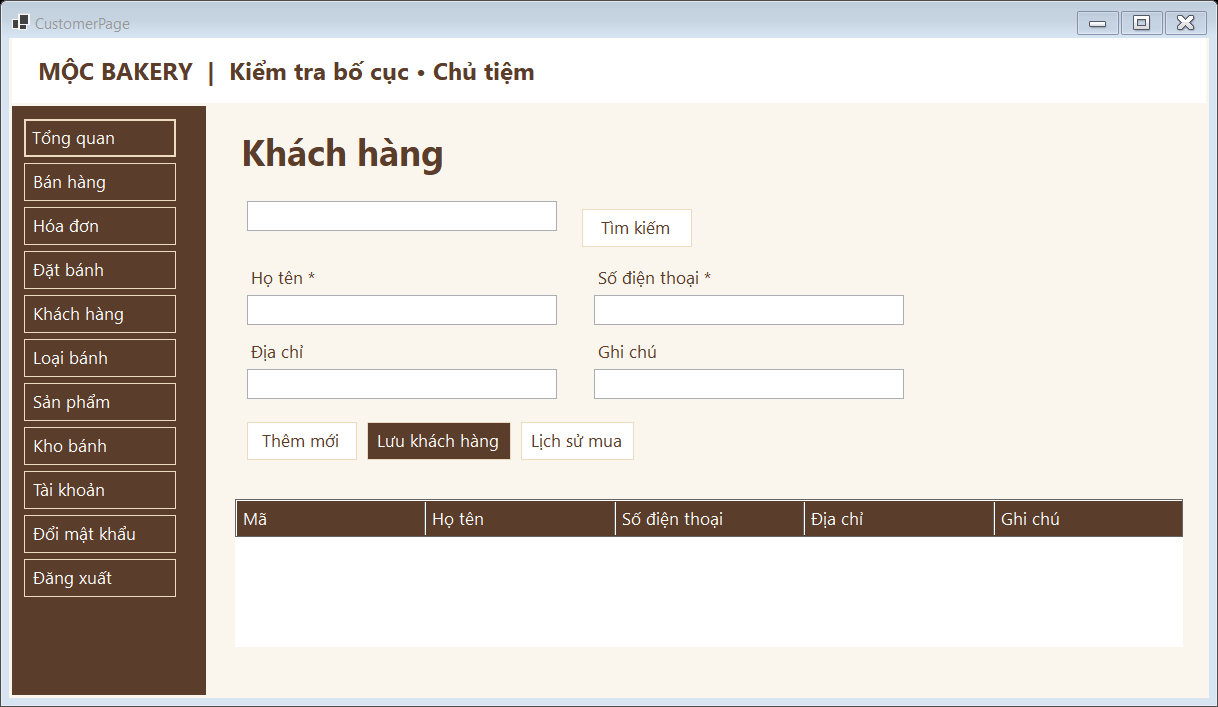 CustomerPage
MỘC BAKERY | Kiểm tra bố cục • Chủ tiệm
Tổng quan
Bán hàng
Hóa đơn
Đặt bánh
Khách hàng
Loại bánh
Sản phẩm
Kho bánh
Tài khoản
Đổi mật khẩu
Đăng xuất
Khách hàng
Tìm kiếm
Họ tên * Số điện thoại *
Địa chỉ Ghi chú
Thêm mới Lưu khách hàng Lịch sử mua
Mã Họ tên Số điện thoại Địa chỉ Ghi chú